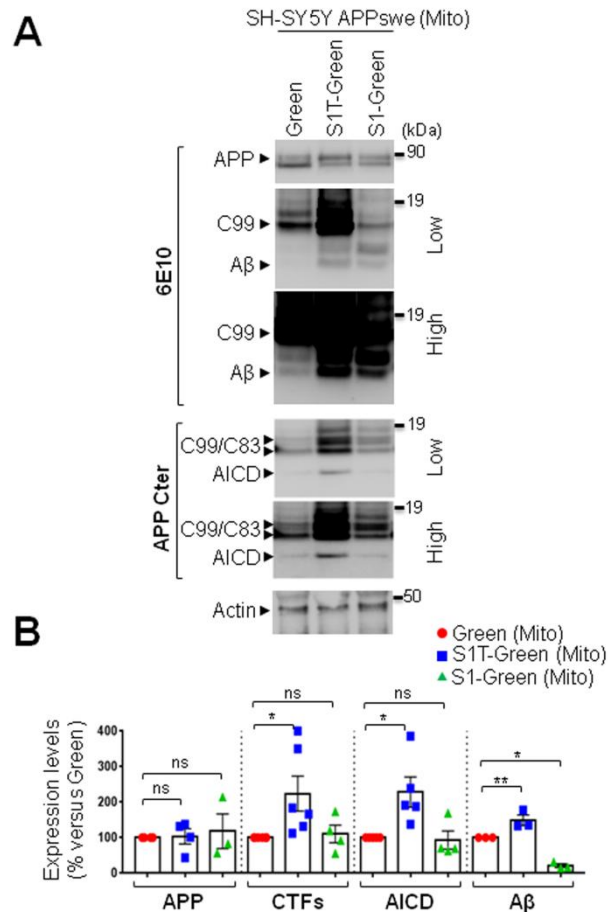 A
SH-SY5Y APPswe (Mito)
Green
S1T-Green
S1-Green
(kDa)
6E10
APP
90
C99
Aβ
19
Low
C99
Aβ
19
High
APP Cter
C99/C83
AICD
19
Low
C99/C83
AICD
19
High
Actin
50
B
Green (Mito)
S1T-Green (Mito)
S1-Green (Mito)
Expression levels
(% versus Green)
400
300
200
100
0
ns
ns
ns
*
ns
*
*
**
APP
CTFs
AICD
Aβ